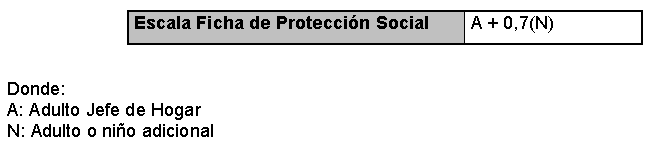 Escala Ficha de Protección Social A + 0,7(N)
Donde:
A: Adulto Jefe de Hogar
N: Adulto o niño adicional